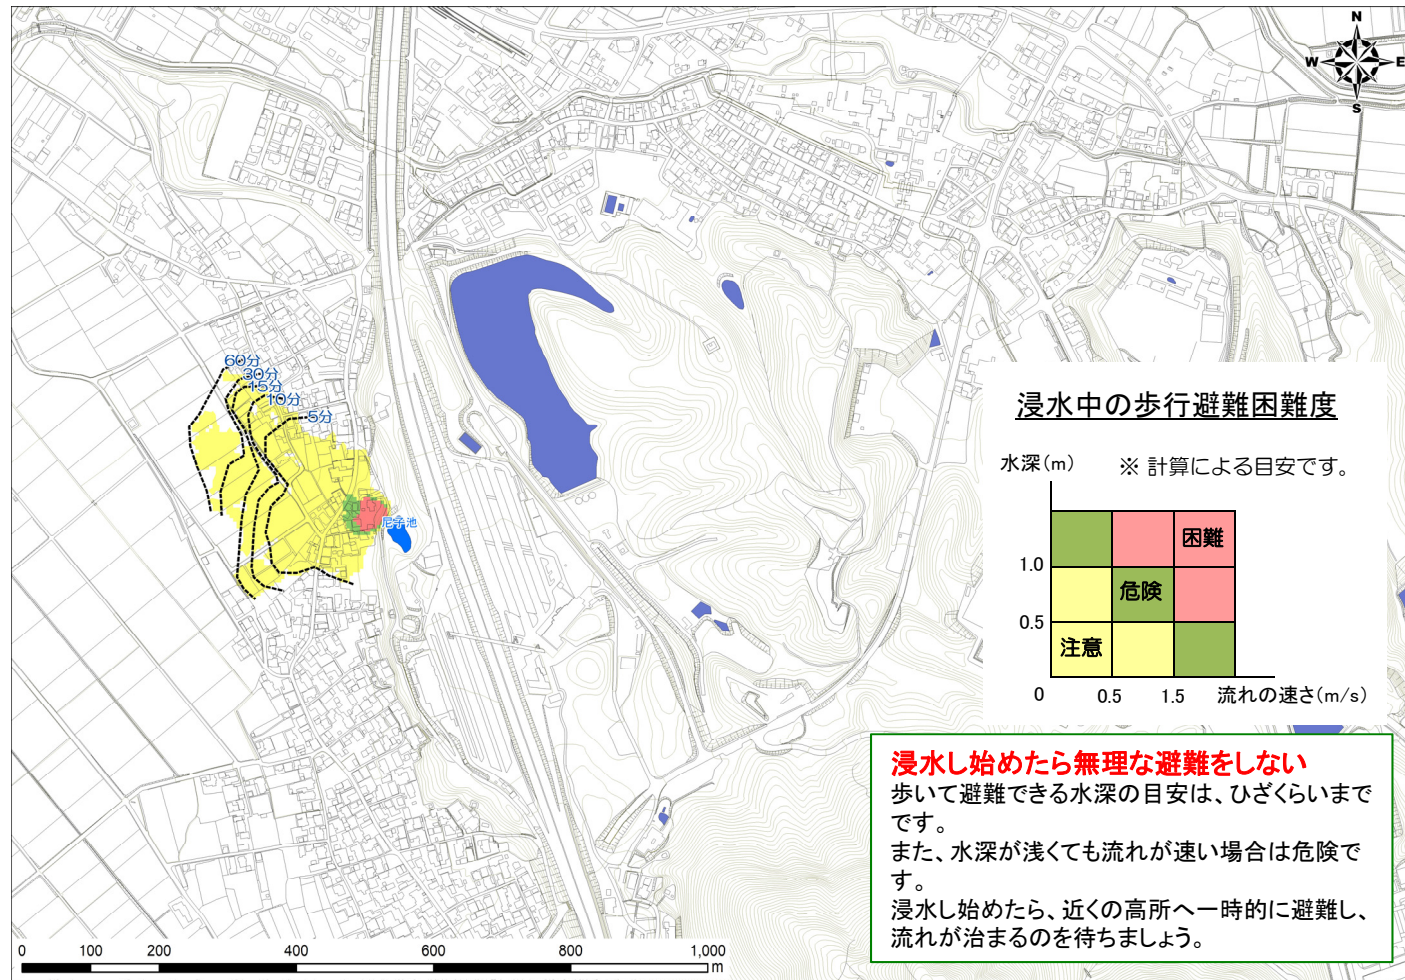 N
W
E
S
60分
30分
15分
10分
5分
尼子池
浸水中の歩行避難困難度
水深(m)
※ 計算による目安です。
困難
1.0
危険
0.5
注意
0
0.5
1.5
流れの速さ(m/s)
浸水し始めたら無理な避難をしない
歩いて避難できる水深の目安は、ひざくらいまで
です。
また、水深が浅くても流れが速い場合は危険で
す。
浸水し始めたら、近くの高所へ一時的に避難し、
流れが治まるのを待ちましょう。
0 100 200 400 600 800 1,000
m